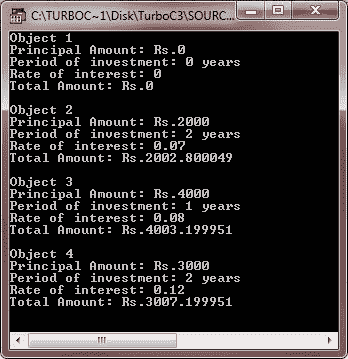 C:\TURBOC~1\Disk\TurboC3\SOURC...
Object 1
Principal Amount: Rs.0
Period of investment: 0 years
Rate of interest: 0
Total Amount: Rs.0
Object 2
Principal Amount: Rs.2000
Period of investment: 2 years
Rate of interest: 0.07
Total Amount: Rs.2002.800049
Object 3
Principal Amount: Rs.4000
Period of investment: 1 years
Rate of interest: 0.08
Total Amount: Rs.4003.199951
Object 4
Principal Amount: Rs.3000
Period of investment: 2 years
Rate of interest: 0.12
Total Amount: Rs.3007.199951